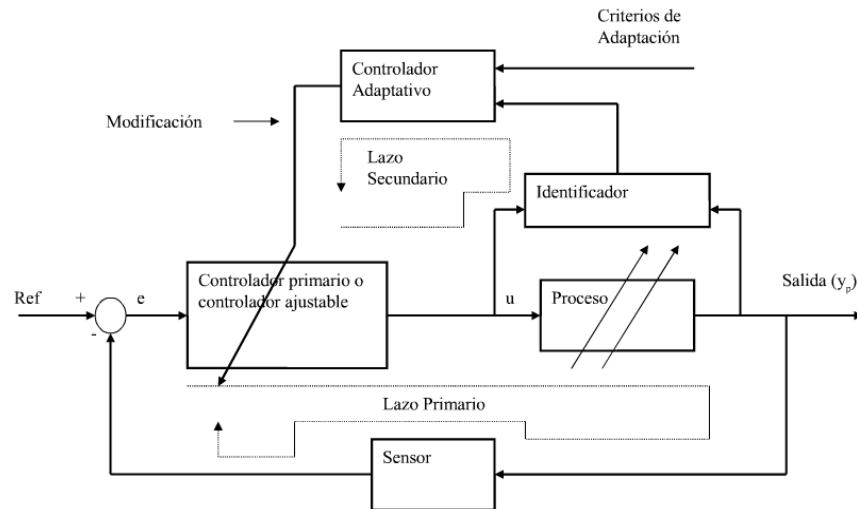 Criterios de
Adaptación
Controlador
Adaptativo
Modificación
Lazo
Secundario
Identificador
Controlador primario o
controlador ajustable
Proceso
Salida (yp)
Ref
+
e
-
u
Lazo Primario
Sensor